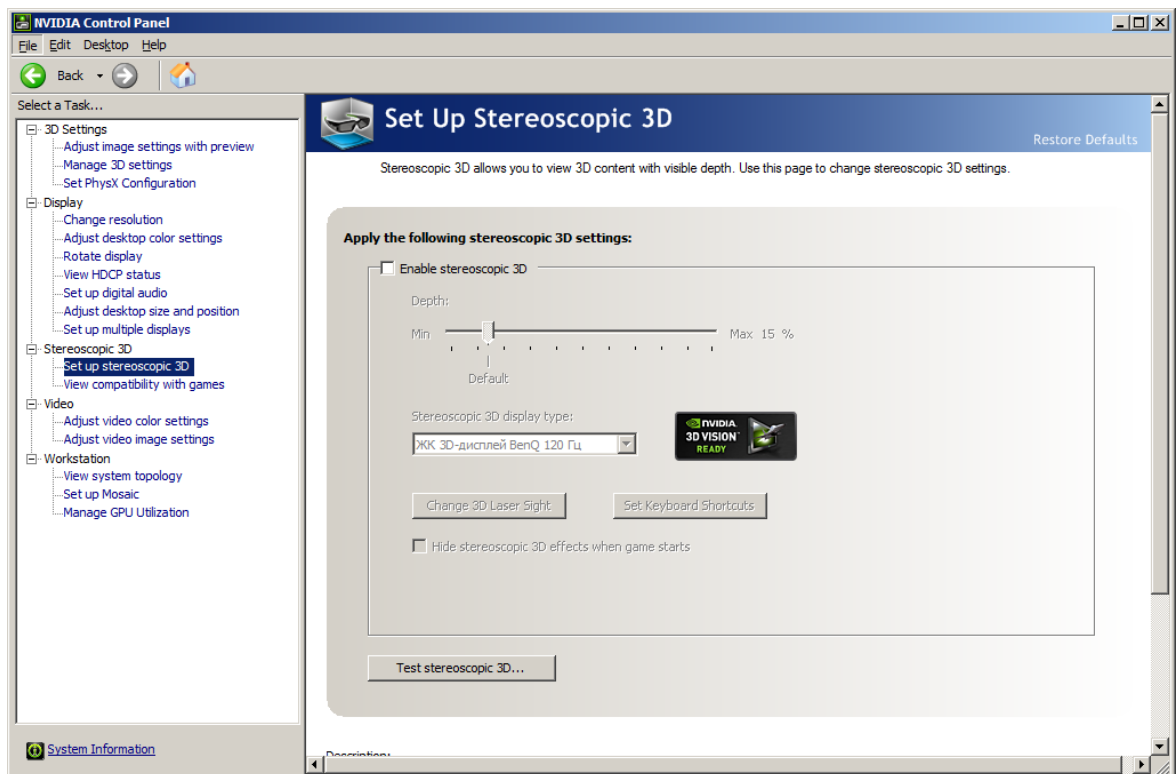 NVIDIA Control Panel
File Edit Desktop Help
Back
Select a Task...
3D Settings
Adjust image settings with preview
Manage 3D settings
Set PhysX Configuration
Display
Change resolution
Adjust desktop color settings
Rotate display
View HDCP status
Set up digital audio
Adjust desktop size and position
Set up multiple displays
Stereoscopic 3D
Set up stereoscopic 3D
View compatibility with games
Video
Adjust video color settings
Adjust video image settings
Workstation
View system topology
Set up Mosaic
Manage GPU Utilization
System Information
Set Up Stereoscopic 3D
Restore Defaults
Stereoscopic 3D allows you to view 3D content with visible depth. Use this page to change stereoscopic 3D settings.
Apply the following stereoscopic 3D settings:
Enable stereoscopic 3D
Depth:
Min Max 15 %
Default
Stereoscopic 3D display type:
ЖК 3D-дисплей BenQ 120 Гц
NVIDIA.
3D VISION™
READY
Change 3D Laser Sight Set Keyboard Shortcuts
Hide stereoscopic 3D effects when game starts
Test stereoscopic 3D...
Description: